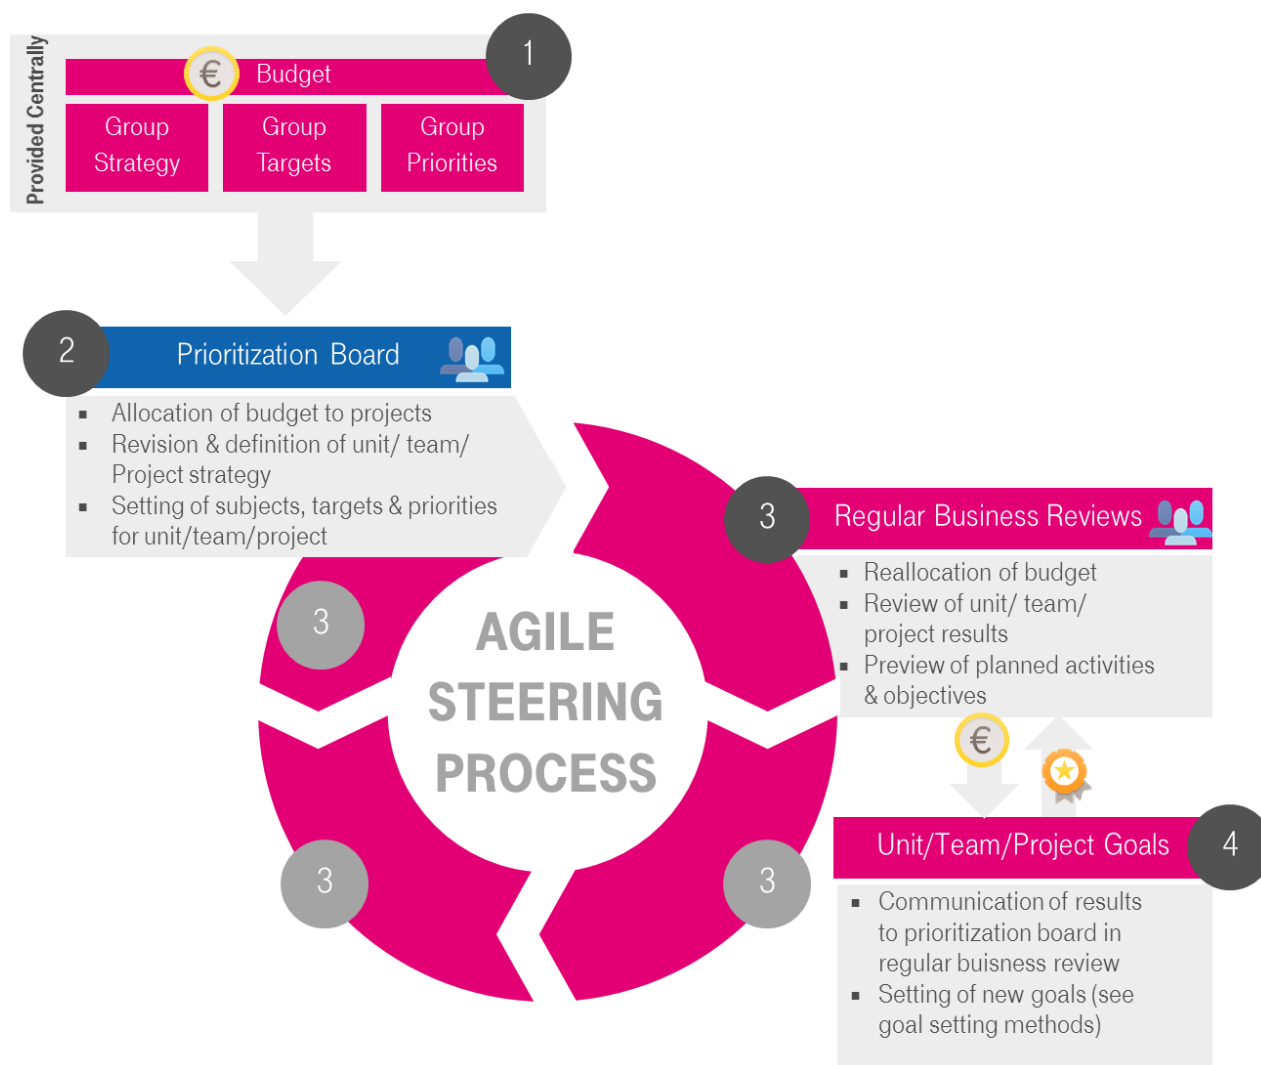 Provided Centrally
1
€ Budget
Group
Strategy
Group
Targets
Group
Priorities
2
Prioritization Board
▪ Allocation of budget to projects
▪ Revision & definition of unit/ team/
Project strategy
▪ Setting of subjects, targets & priorities
for unit/team/project
3
Regular Business Reviews
▪ Reallocation of budget
▪ Review of unit/ team/
project results
▪ Preview of planned activities
& objectives
3
AGILE
STEERING
PROCESS
€
3
3
Unit/Team/Project Goals
4
▪ Communication of results
to prioritization board in
regular buisness review
▪ Setting of new goals (see
goal setting methods)